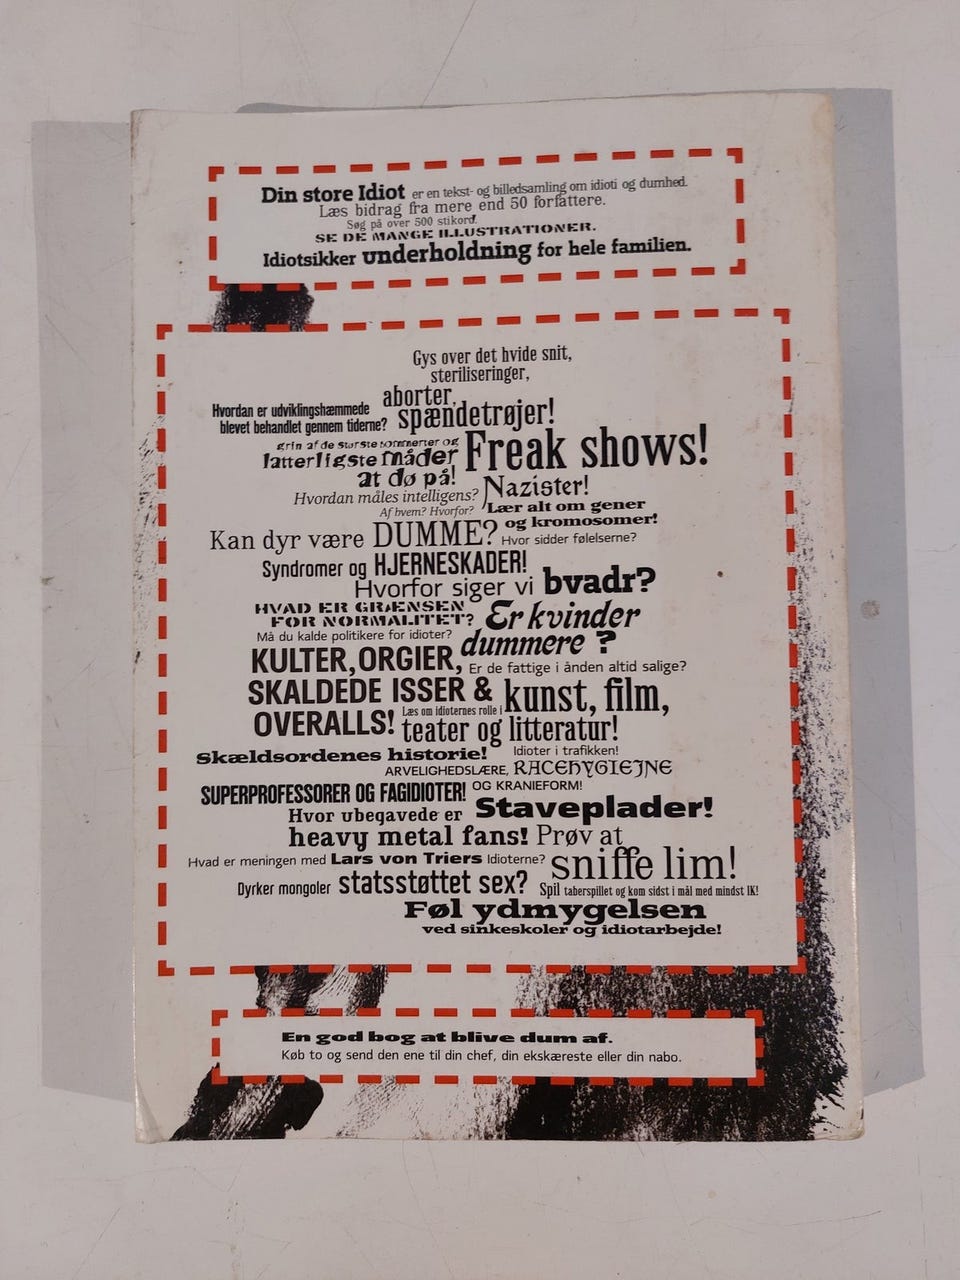 Din store Idiot er en tekst- og billedsamling om idioti og dumhed.
Læs bidrag fra mere end 50 forfattere.
Søg på over 500 stikord.
SE DE MANGE ILLUSTRATIONER.
Idiotsikker underholdning for hele familien.
Gys over det hvide snit,
steriliseringer,
aborter,
Hvordan er udviklingshæmmede
blevet behandlet gennem tiderne? spændetrøjer!
grin af de største tommerter og
latterligste måder Freak shows!
at dø på!
Hvordan måles intelligens? Nazister!
Af hvem? Hvorfor? Lær alt om gener
og kromosomer!
Kan dyr være DUMME? Hvor sidder følelserne?
Syndromer og HJERNESKADER!
Hvorfor siger vi bvadr?
HVAD ER GRÆNSEN
FOR NORMALITET? Er kvinder
dummere ?
Må du kalde politikere for idioter?
KULTER, ORGIER, Er de fattige i ånden altid salige?
SKALDEDE ISSER &
OVERALLS! Læs om idioternes rolle i kunst, film,
teater og litteratur!
Skældsordenes historie! Idioter i trafikken!
ARVELIGHEDSLÆRE, RACEHYGIEJNE
OG KRANIEFORM!
SUPERPROFESSORER OG FAGIDIOTER!
Hvor ubegavede er Staveplader!
heavy metal fans! Prøv at
sniffe lim!
Hvad er meningen med Lars von Triers Idioterne?
Dyrker mongoler statsstøttet sex? Spil taberspillet og kom sidst i mål med mindst IK!
Føl ydmygelsen
ved sinkeskoler og idiotarbejde!
En god bog at blive dum af.
Køb to og send den ene til din chef, din ekskæreste eller din nabo.